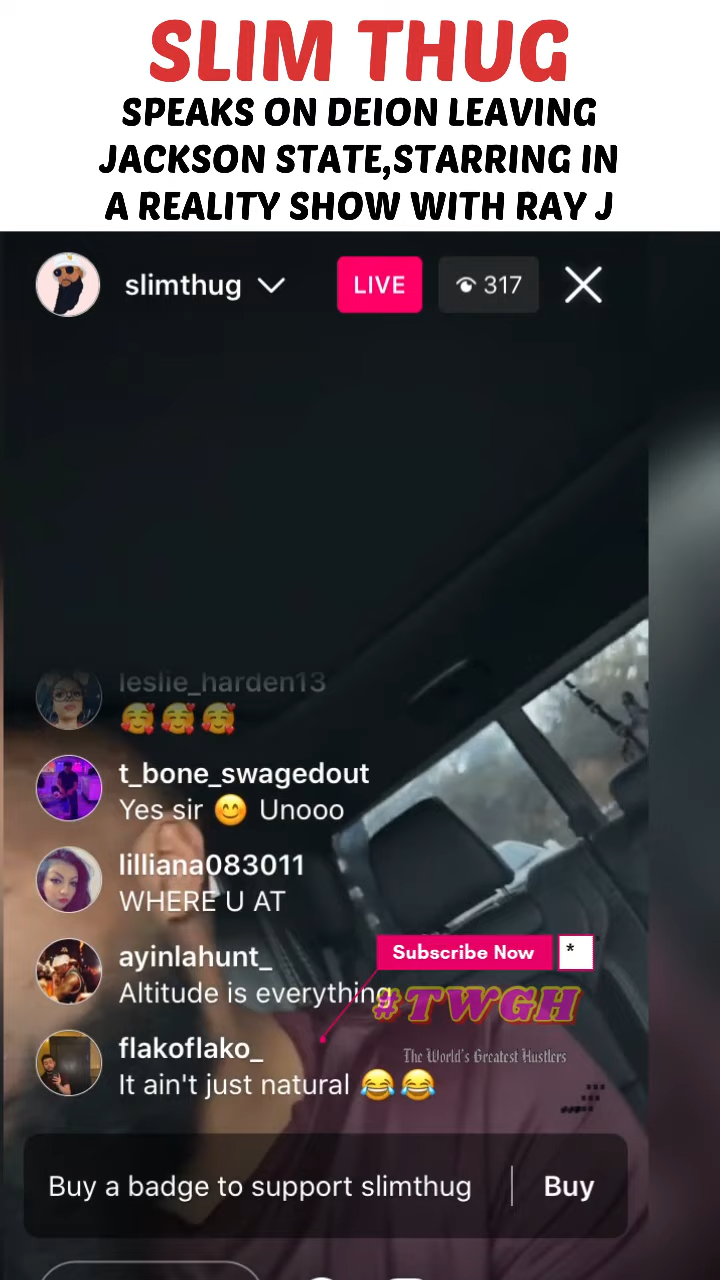 SLIM THUG
SPEAKS ON DEION LEAVING
JACKSON STATE,STARRING IN
A REALITY SHOW WITH RAY J
slimthug
LIVE
317
leslie_harden13
🥰🥰🥰
t_bone_swagedout
Yes sir 😊 Unooo
lilliana083011
WHERE U AT
ayinlahunt_
Altitude is everything
flakoflako_
It ain't just natural 😂😂
Subscribe Now
*
#TWGH
The World's Greatest Hustlers
Buy a badge to support slimthug
Buy